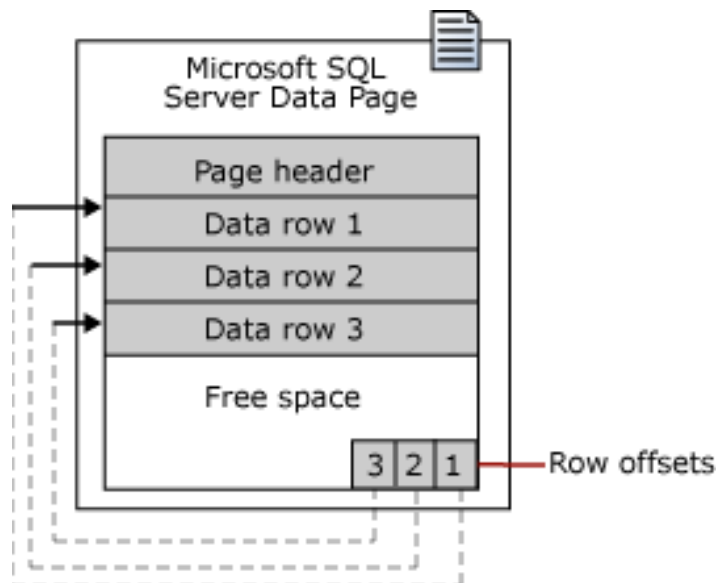 Microsoft SQL
Server Data Page
Page header
Data row 1
Data row 2
Data row 3
Free space
3 2 1
Row offsets